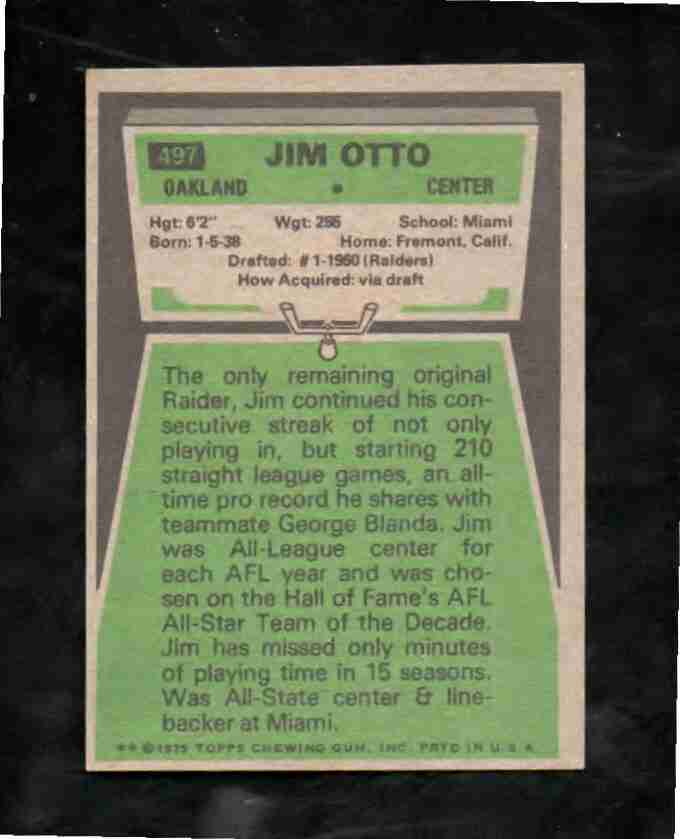 497 JIM OTTO
OAKLAND • CENTER
Hgt: 6'2" Wgt: 255 School: Miami
Born: 1-5-38 Home: Fremont, Calif.
Drafted: #1-1960 (Raiders)
How Acquired: via draft
The only remaining original
Raider, Jim continued his con-
secutive streak of not only
playing in, but starting 210
straight league games, an all-
time pro record he shares with
teammate George Blanda. Jim
was All-League center for
each AFL year and was cho-
sen on the Hall of Fame's AFL
All-Star Team of the Decade.
Jim has missed only minutes
of playing time in 15 seasons.
Was All-State center & line-
backer at Miami.
** © 1975 TOPPS CHEWING GUM, INC. PRTD IN U.S.A.